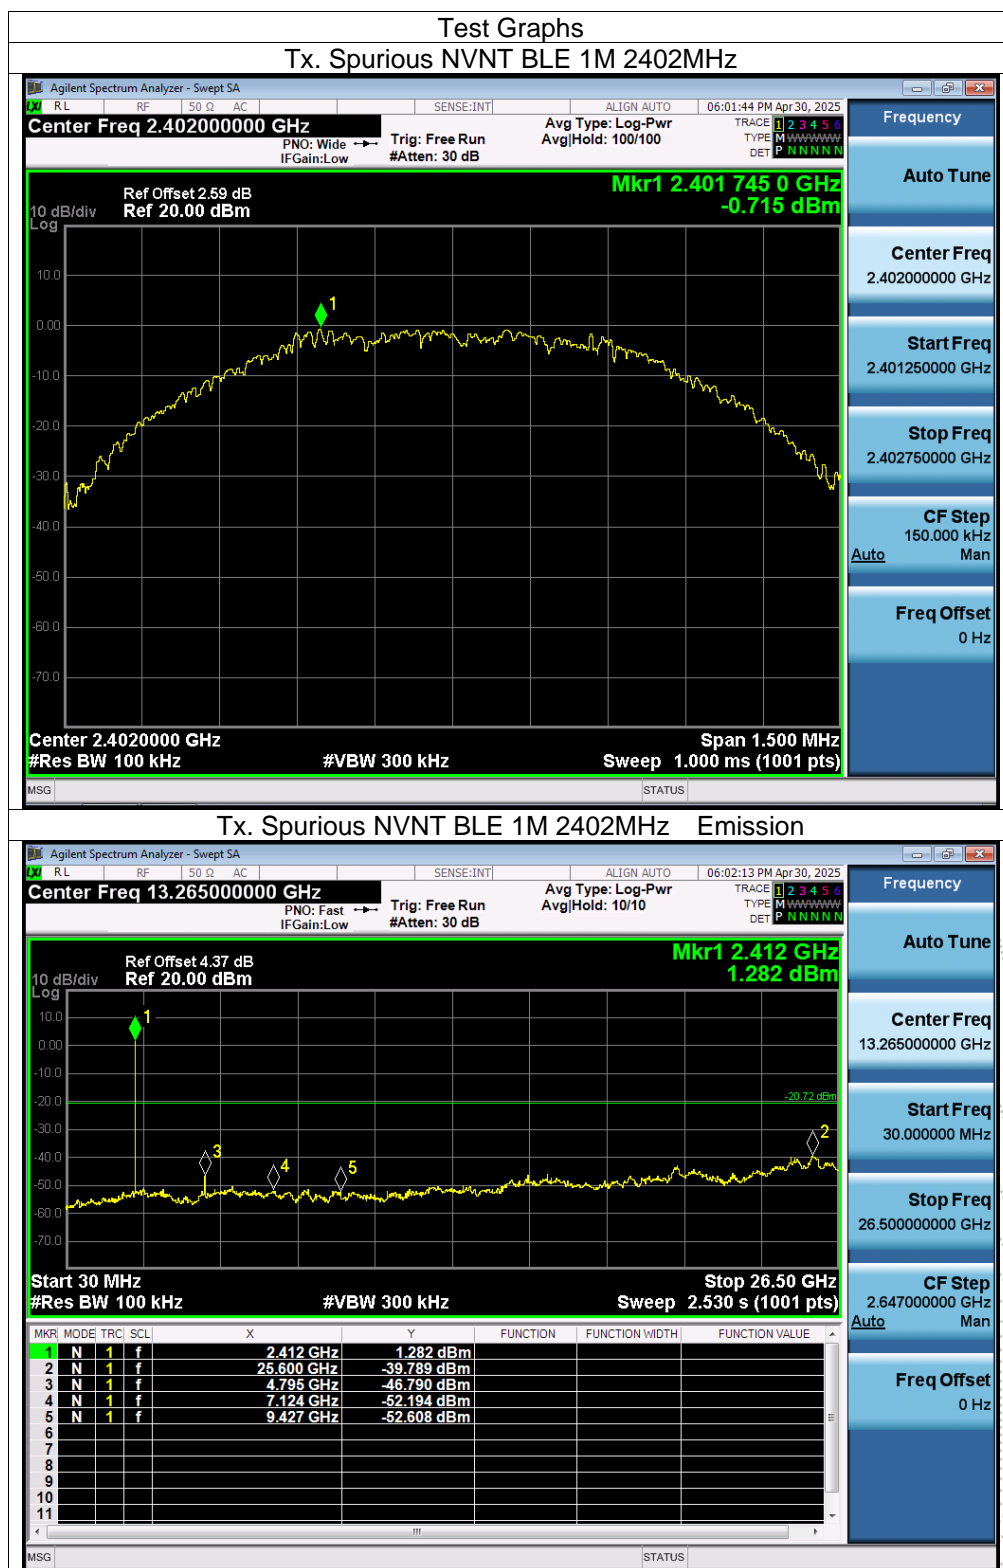 Test Graphs
Tx. Spurious NVNT BLE 1M 2402MHz
Agilent Spectrum Analyzer - Swept SA
LXI RL RF 50 Ω AC SENSE:INT ALIGN AUTO 06:01:44 PM Apr 30, 2025
Center Freq 2.402000000 GHz
PNO: Wide
IFGain:Low
Trig: Free Run
#Atten: 30 dB
Avg Type: Log-Pwr
Avg|Hold: 100/100
TRACE 1 2 3 4 5 6
TYPE M WWWWW
DET P N N N N N
Frequency
Auto Tune
Center Freq
2.402000000 GHz
Start Freq
2.401250000 GHz
Stop Freq
2.402750000 GHz
CF Step
150.000 kHz
Auto Man
Freq Offset
0 Hz
Mkr1 2.401 745 0 GHz
-0.715 dBm
Ref Offset 2.59 dB
10 dB/div Ref 20.00 dBm
Log
10.0
0.00
-10.0
-20.0
-30.0
-40.0
-50.0
-60.0
-70.0
1
Center 2.4020000 GHz Span 1.500 MHz
#Res BW 100 kHz #VBW 300 kHz Sweep 1.000 ms (1001 pts)
MSG STATUS
Tx. Spurious NVNT BLE 1M 2402MHz Emission
Agilent Spectrum Analyzer - Swept SA
LXI RL RF 50 Ω AC SENSE:INT ALIGN AUTO 06:02:13 PM Apr 30, 2025
Center Freq 13.265000000 GHz
PNO: Fast
IFGain:Low
Trig: Free Run
#Atten: 30 dB
Avg Type: Log-Pwr
Avg|Hold: 10/10
TRACE 1 2 3 4 5 6
TYPE M WWWWW
DET P N N N N N
Frequency
Auto Tune
Center Freq
13.265000000 GHz
Start Freq
30.000000 MHz
Stop Freq
26.500000000 GHz
CF Step
2.647000000 GHz
Auto Man
Freq Offset
0 Hz
Mkr1 2.412 GHz
1.282 dBm
Ref Offset 4.37 dB
10 dB/div Ref 20.00 dBm
Log
10.0
0.00
-10.0
-20.0
-30.0
-40.0
-50.0
-60.0
-70.0
1
-20.72 dBm
2
3
4
5
Start 30 MHz Stop 26.50 GHz
#Res BW 100 kHz #VBW 300 kHz Sweep 2.530 s (1001 pts)
MKR MODE TRC SCL X Y FUNCTION FUNCTION WIDTH FUNCTION VALUE
1 N 1 f 2.412 GHz 1.282 dBm
2 N 1 f 25.600 GHz -39.789 dBm
3 N 1 f 4.795 GHz -46.790 dBm
4 N 1 f 7.124 GHz -52.194 dBm
5 N 1 f 9.427 GHz -52.608 dBm
6
7
8
9
10
11
MSG STATUS